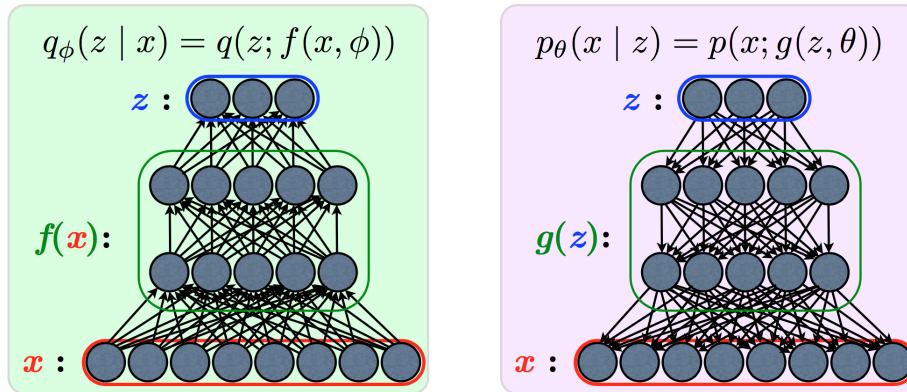 q_ϕ(z | x) = q(z; f(x, ϕ))
z :
f(x):
x :
p_θ(x | z) = p(x; g(z, θ))
z :
g(z):
x :